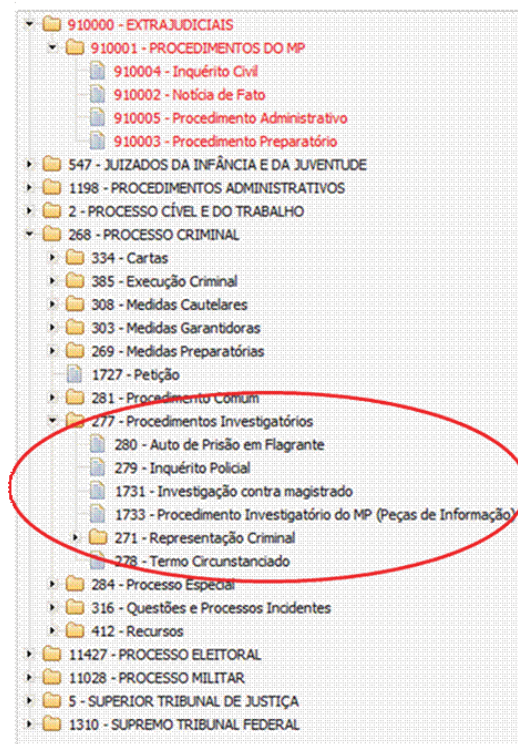 910000 - EXTRAJUDICIAIS
910001 - PROCEDIMENTOS DO MP
910004 - Inquérito Civil
910002 - Notícia de Fato
910005 - Procedimento Administrativo
910003 - Procedimento Preparatório
547 - JUIZADOS DA INFÂNCIA E DA JUVENTUDE
1198 - PROCEDIMENTOS ADMINISTRATIVOS
2 - PROCESSO CÍVEL E DO TRABALHO
268 - PROCESSO CRIMINAL
334 - Cartas
385 - Execução Criminal
308 - Medidas Cautelares
303 - Medidas Garantidoras
269 - Medidas Preparatórias
1727 - Petição
281 - Procedimento Comum
277 - Procedimentos Investigatórios
280 - Auto de Prisão em Flagrante
279 - Inquérito Policial
1731 - Investigação contra magistrado
1733 - Procedimento Investigatório do MP (Peças de Informação)
271 - Representação Criminal
278 - Termo Circunstanciado
284 - Processo Especial
316 - Questões e Processos Incidentes
412 - Recursos
11427 - PROCESSO ELEITORAL
11028 - PROCESSO MILITAR
5 - SUPERIOR TRIBUNAL DE JUSTIÇA
1310 - SUPREMO TRIBUNAL FEDERAL